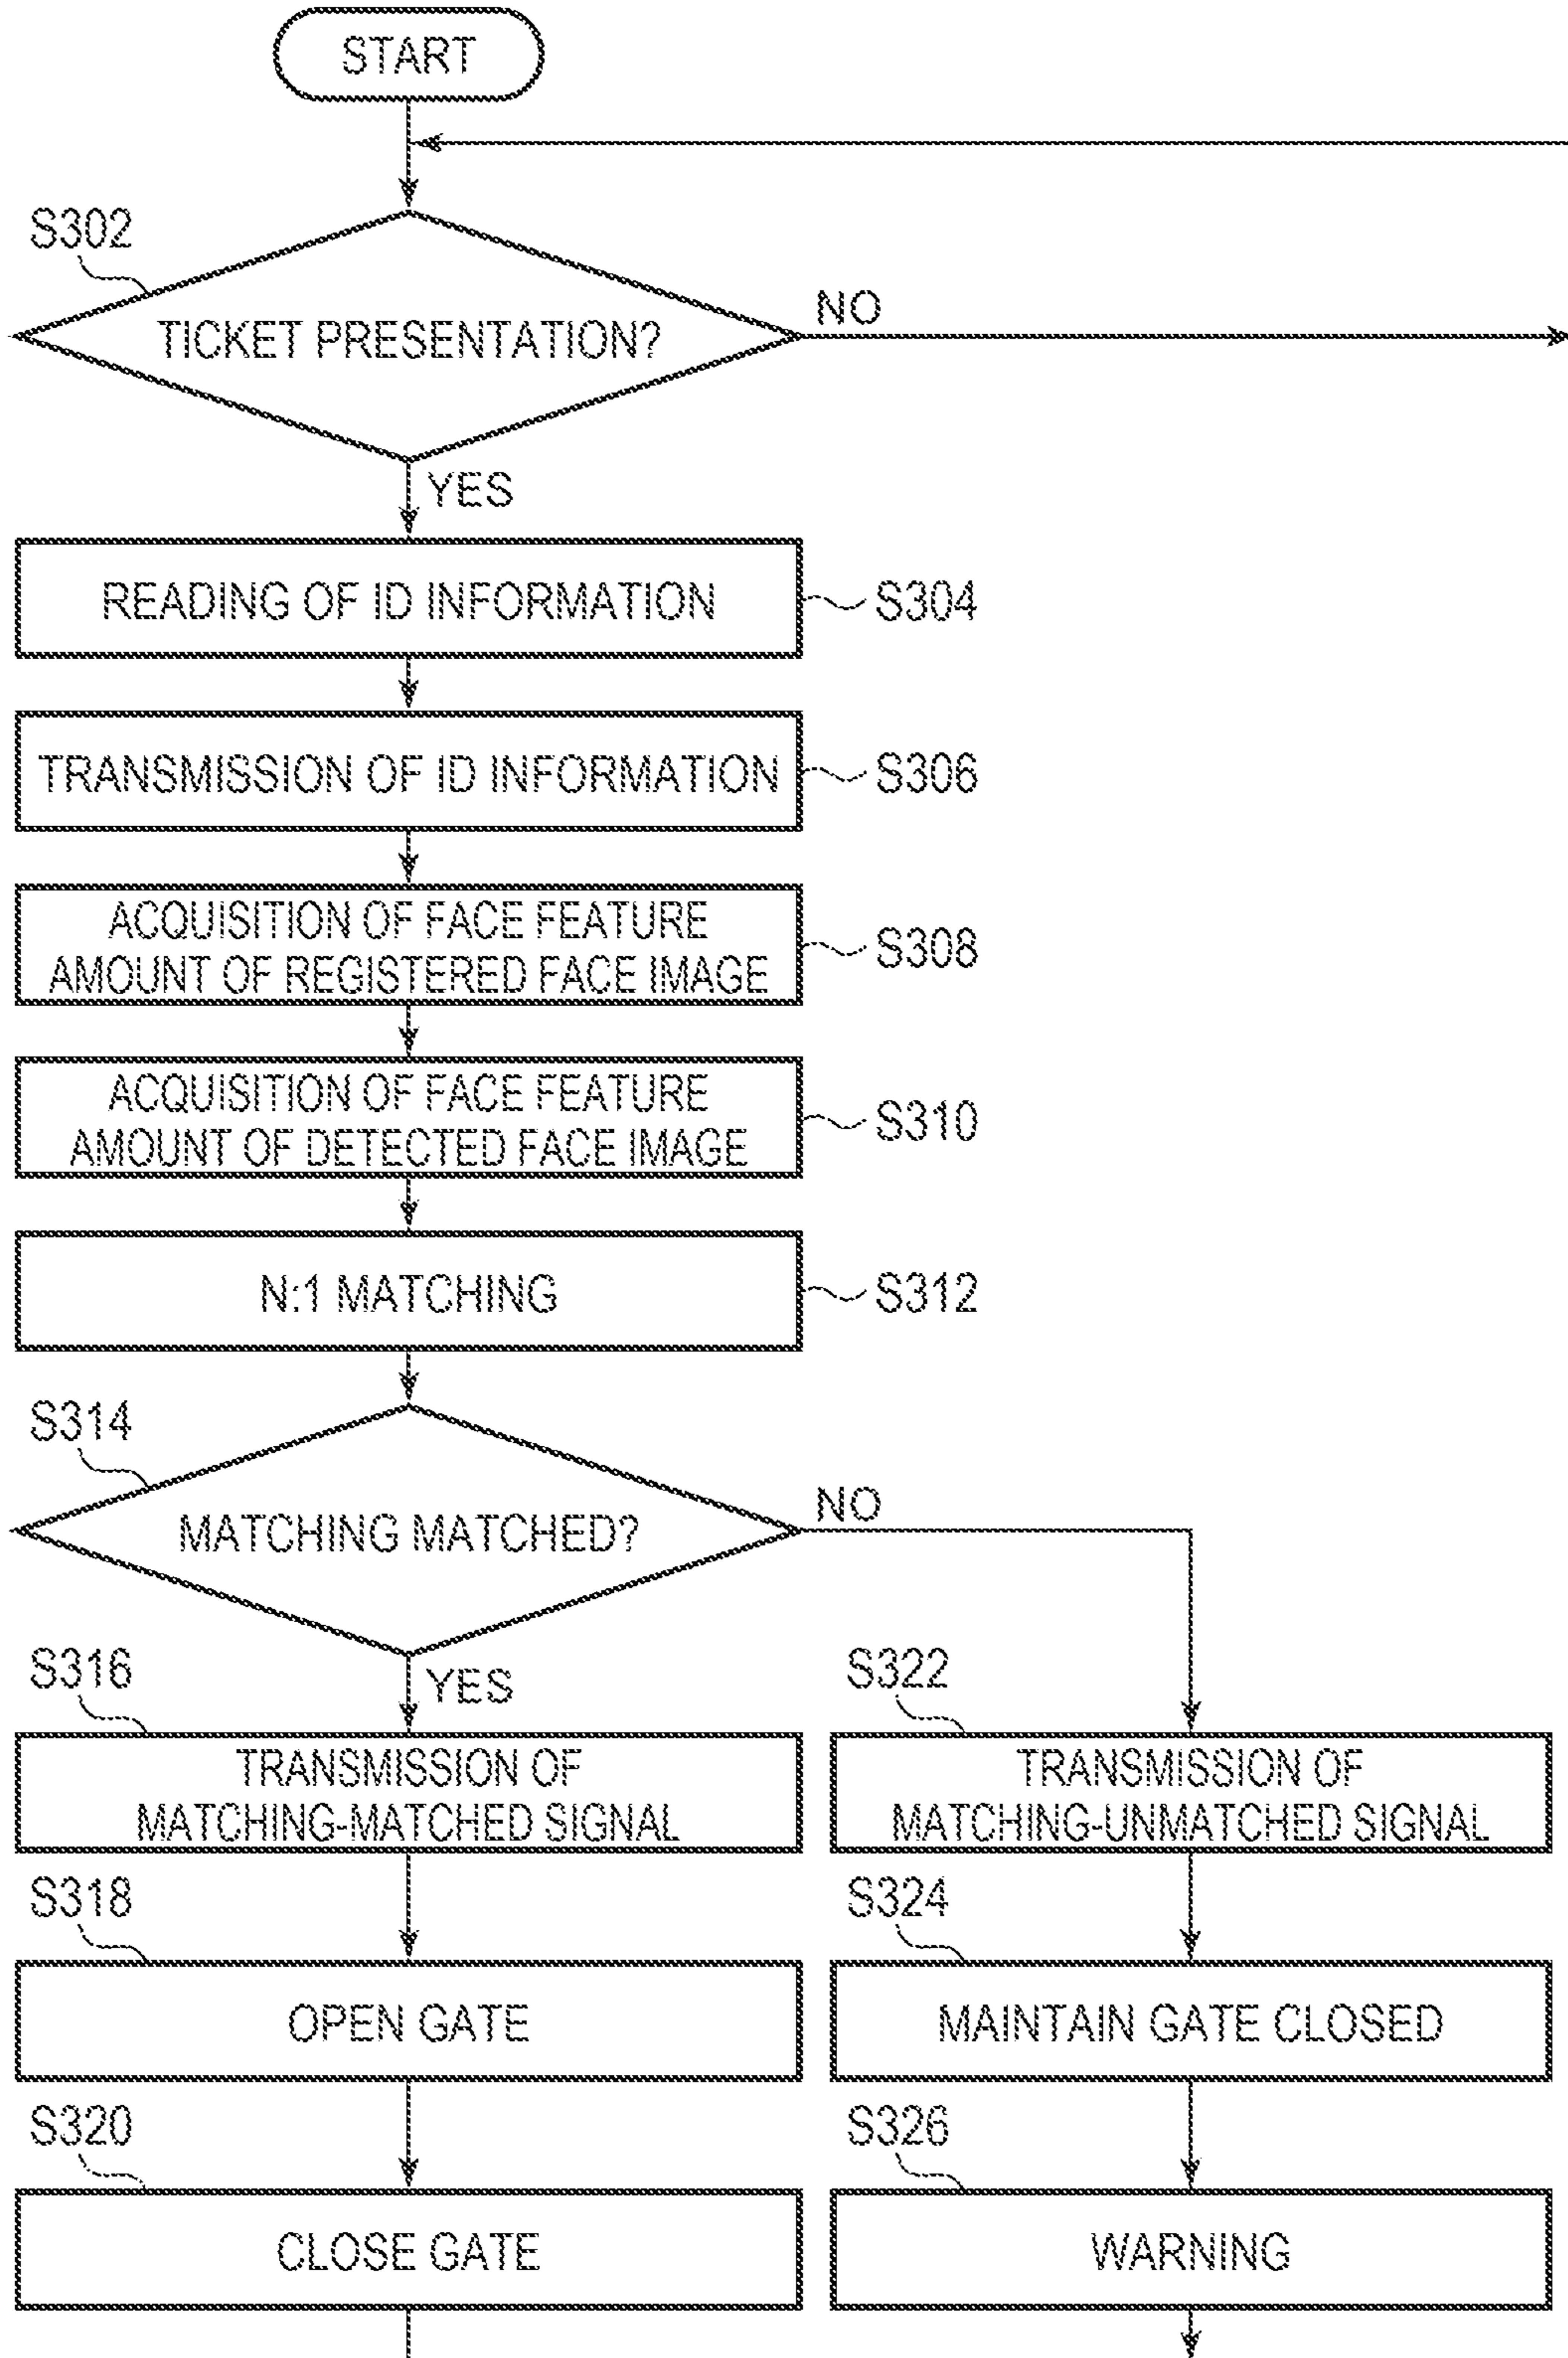 START
S302
TICKET PRESENTATION?
NO
YES
READING OF ID INFORMATION
S304
TRANSMISSION OF ID INFORMATION
S306
ACQUISITION OF FACE FEATURE
AMOUNT OF REGISTERED FACE IMAGE
S308
ACQUISITION OF FACE FEATURE
AMOUNT OF DETECTED FACE IMAGE
S310
N:1 MATCHING
S312
S314
MATCHING MATCHED?
NO
YES
S316
TRANSMISSION OF
MATCHING-MATCHED SIGNAL
S322
TRANSMISSION OF
MATCHING-UNMATCHED SIGNAL
S318
OPEN GATE
S324
MAINTAIN GATE CLOSED
S320
CLOSE GATE
S326
WARNING